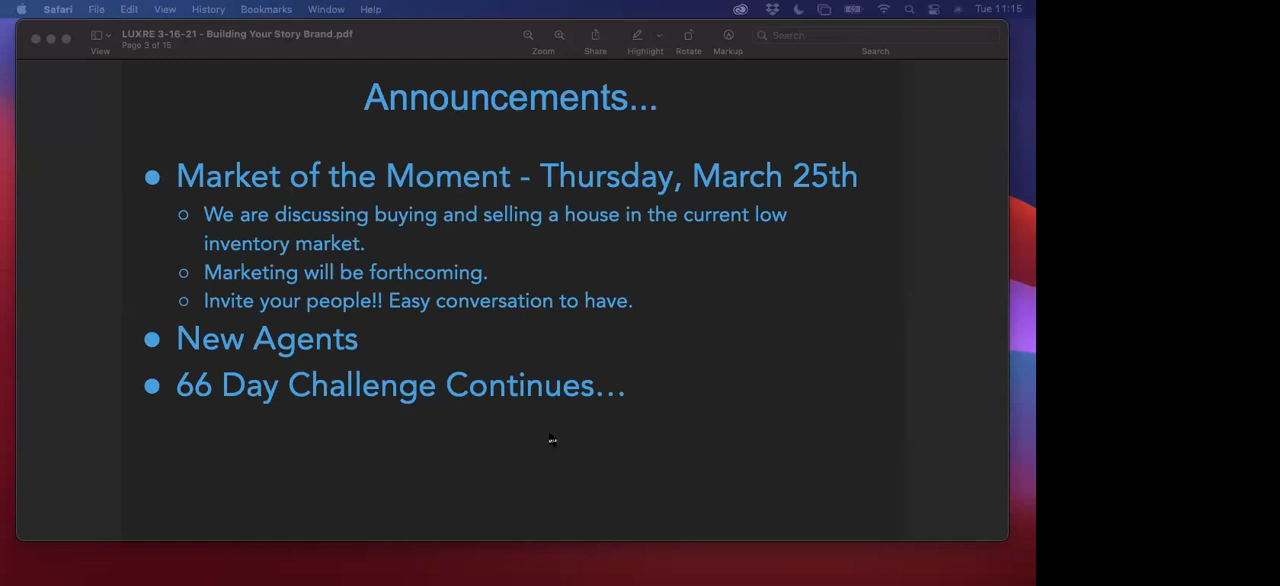 Safari File Edit View History Bookmarks Window Help Tue 11:15
LUXRE 3-16-21 - Building Your Story Brand.pdf
Page 3 of 15
Search
View Zoom Share Highlight Rotate Markup Search
Announcements...
● Market of the Moment - Thursday, March 25th
○ We are discussing buying and selling a house in the current low
inventory market.
○ Marketing will be forthcoming.
○ Invite your people!! Easy conversation to have.
● New Agents
● 66 Day Challenge Continues…